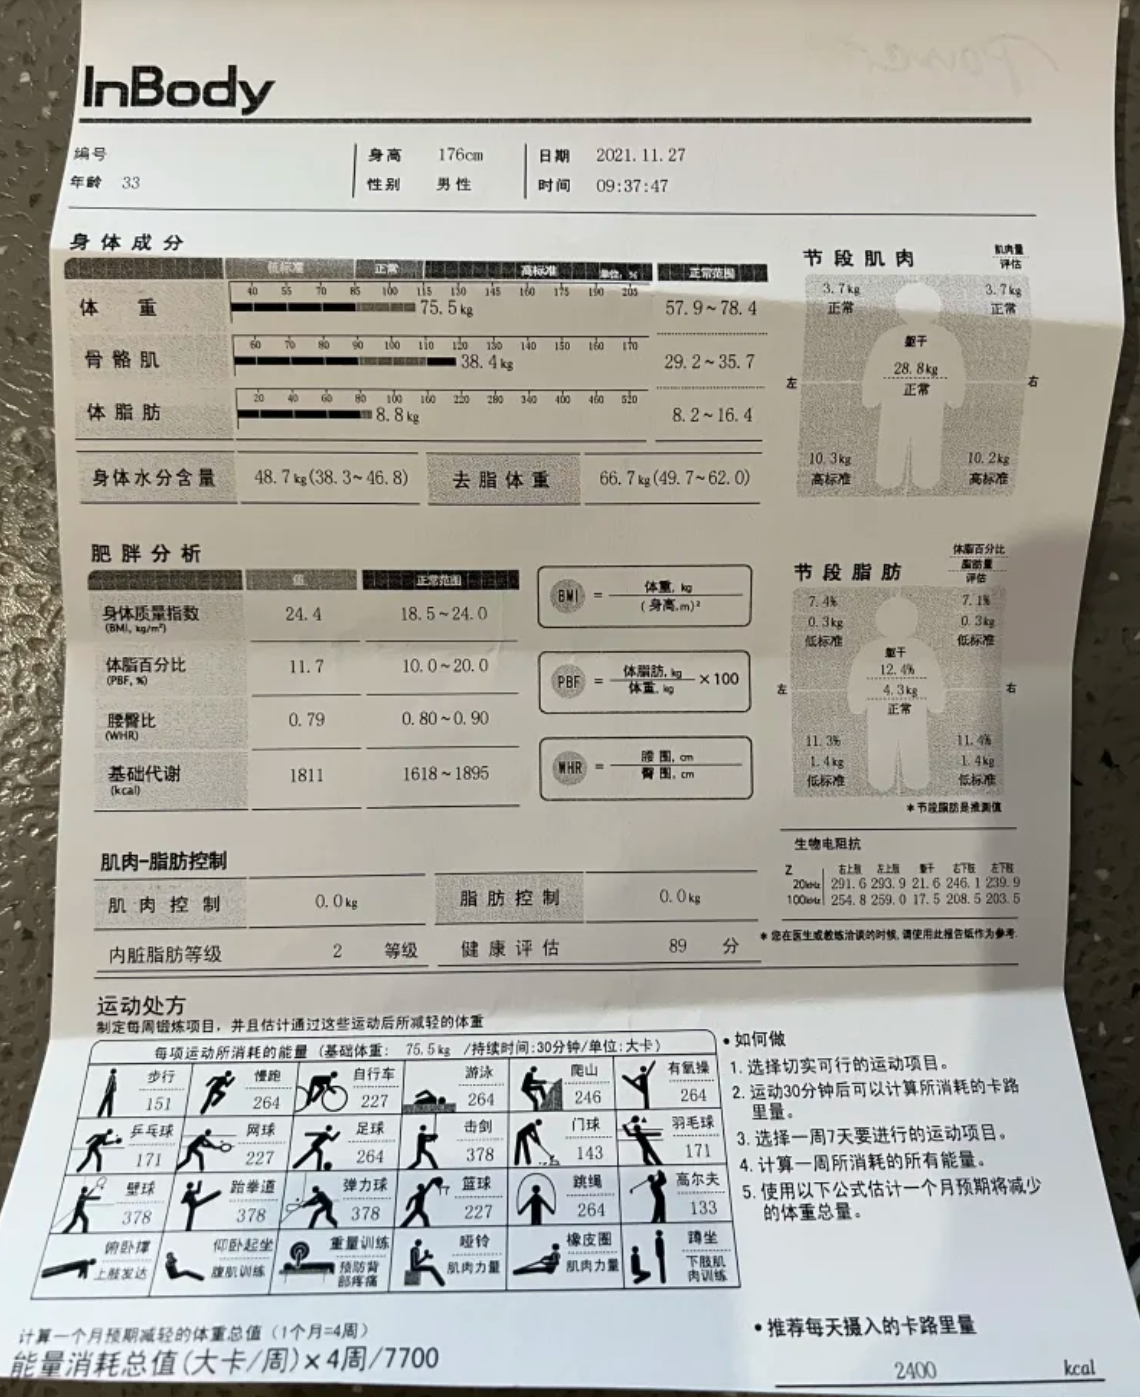 InBody
编号 身高 176cm 日期 2021.11.27
年龄 33 性别 男性 时间 09:37:47
身体成分
低标准 正常 高标准 单位, % 正常范围
40 55 70 85 100 115 130 145 160 175 190 205
体重 75.5kg 57.9~78.4
60 70 80 90 100 110 120 130 140 150 160 170
骨骼肌 38.4kg 29.2~35.7
20 40 60 80 100 160 220 280 340 400 460 520
体脂肪 8.8kg 8.2~16.4
身体水分含量 48.7kg(38.3~46.8) 去脂体重 66.7kg(49.7~62.0)
节段肌肉 肌肉量
评估
3.7kg 3.7kg
正常 正常
躯干
28.8kg
左 正常 右
10.3kg 10.2kg
高标准 高标准
肥胖分析
值 正常范围
身体质量指数 24.4 18.5~24.0
(BMI, kg/m²)
体脂百分比 11.7 10.0~20.0
(PBF, %)
腰臀比 0.79 0.80~0.90
(WHR)
基础代谢 1811 1618~1895
(kcal)
BMI = 体重, kg
(身高,m)²
PBF = 体脂肪, kg ×100
体重, kg
WHR = 腰围, cm
臀围, cm
节段脂肪 体脂百分比
脂肪量
评估
7.4% 7.1%
0.3kg 0.3kg
低标准 低标准
躯干
12.4%
左 4.3kg 右
正常
11.3% 11.4%
1.4kg 1.4kg
低标准 低标准
*节段脂肪是推测值
肌肉-脂肪控制
肌肉控制 0.0kg 脂肪控制 0.0kg
内脏脂肪等级 2 等级 健康评估 89 分
生物电阻抗
Z 右上肢 左上肢 躯干 右下肢 左下肢
20kHz 291.6 293.9 21.6 246.1 239.9
100kHz 254.8 259.0 17.5 208.5 203.5
*您在医生或教练洽谈的时候,请使用此报告纸作为参考.
运动处方
制定每周锻炼项目，并且估计通过这些运动后所减轻的体重
每项运动所消耗的能量(基础体重: 75.5kg /持续时间:30分钟/单位:大卡)
步行 慢跑 自行车 游泳 爬山 有氧操
151 264 227 264 246 264
乒乓球 网球 足球 击剑 门球 羽毛球
171 227 264 378 143 171
壁球 跆拳道 弹力球 篮球 跳绳 高尔夫
378 378 378 227 264 133
俯卧撑 仰卧起坐 重量训练 哑铃 橡皮圈 蹲坐
上肢发达 腹肌训练 预防背部疼痛 肌肉力量 肌肉力量 下肢肌肉训练
•如何做
1. 选择切实可行的运动项目。
2. 运动30分钟后可以计算所消耗的卡路
里量。
3. 选择一周7天要进行的运动项目。
4. 计算一周所消耗的所有能量。
5. 使用以下公式估计一个月预期将减少
的体重总量。
计算一个月预期减轻的体重总值(1个月=4周)
能量消耗总值(大卡/周)×4周/7700
•推荐每天摄入的卡路里量
2400 kcal